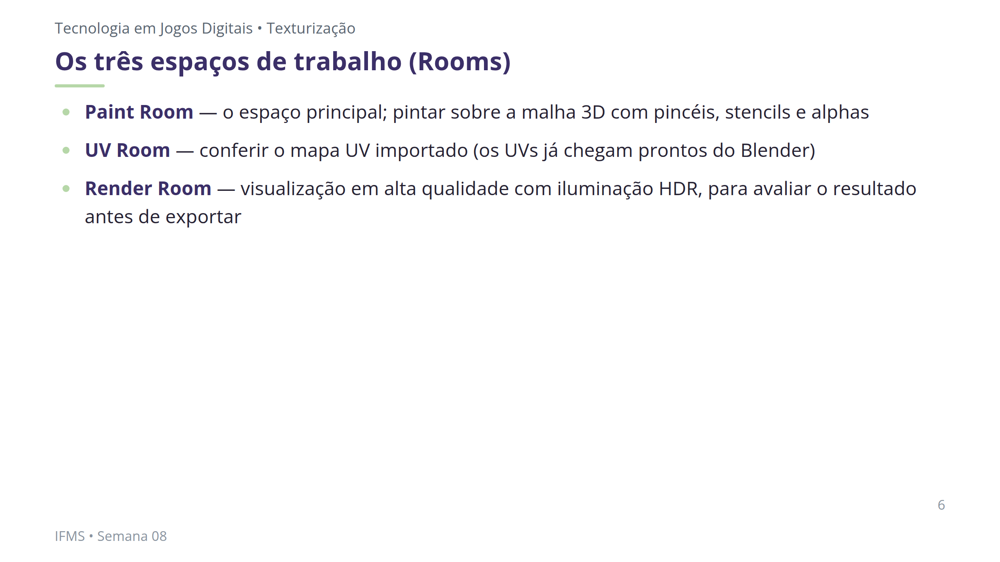 Tecnologia em Jogos Digitais • Texturização
Os três espaços de trabalho (Rooms)
• Paint Room — o espaço principal; pintar sobre a malha 3D com pincéis, stencils e alphas
• UV Room — conferir o mapa UV importado (os UVs já chegam prontos do Blender)
• Render Room — visualização em alta qualidade com iluminação HDR, para avaliar o resultado
antes de exportar
6
IFMS • Semana 08